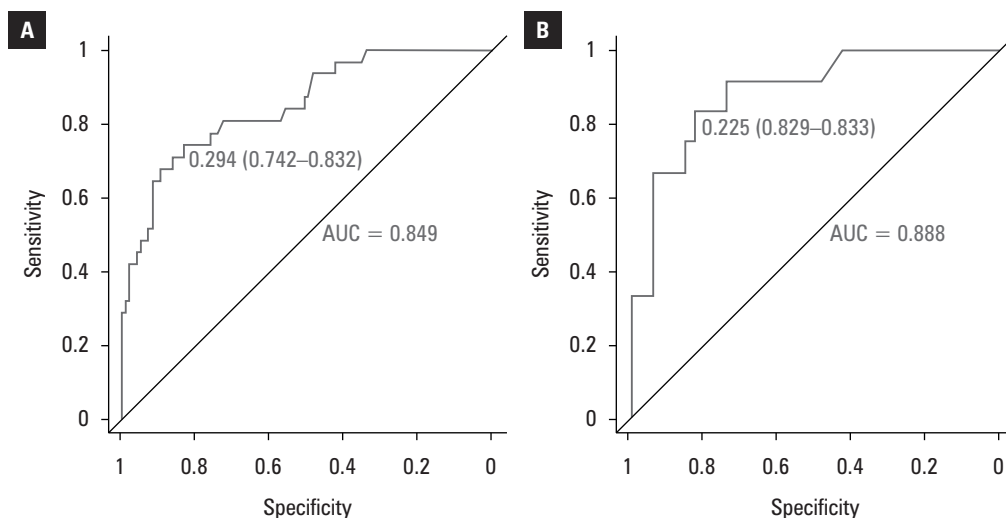 A
1
0.8
0.6
0.4
0.2
0
Sensitivity
0.294 (0.742–0.832)
AUC = 0.849
1 0.8 0.6 0.4 0.2 0
Specificity
B
1
0.8
0.6
0.4
0.2
0
Sensitivity
0.225 (0.829–0.833)
AUC = 0.888
1 0.8 0.6 0.4 0.2 0
Specificity